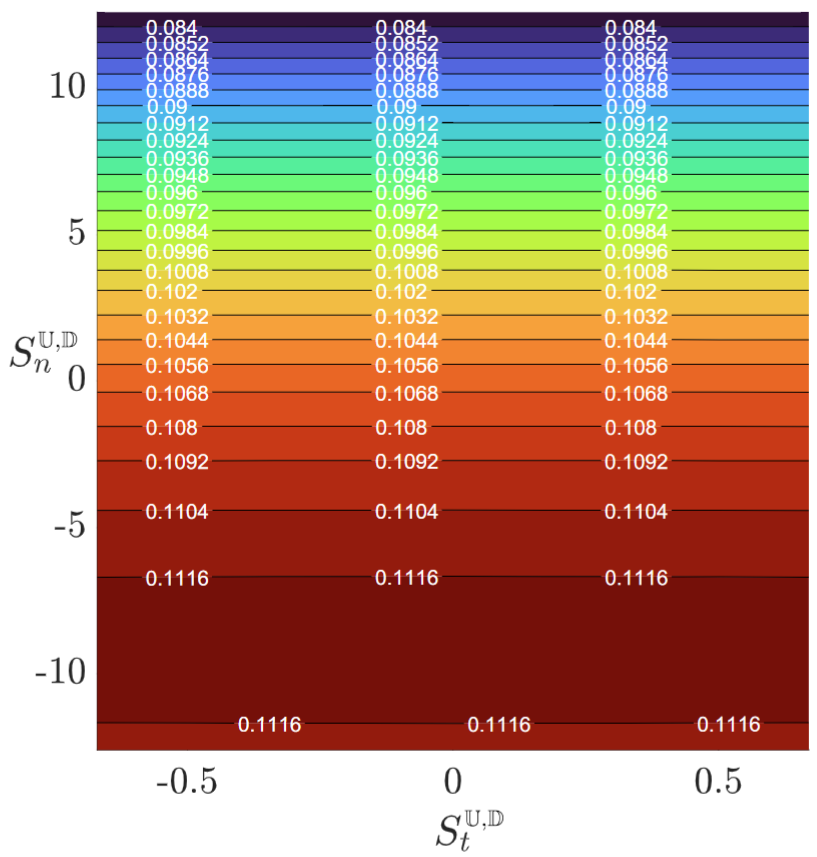 0.084 0.084 0.084
0.0852 0.0852 0.0852
0.0864 0.0864 0.0864
0.0876 0.0876 0.0876
10 0.0888 0.0888 0.0888
0.09 0.09 0.09
0.0912 0.0912 0.0912
0.0924 0.0924 0.0924
0.0936 0.0936 0.0936
0.0948 0.0948 0.0948
0.096 0.096 0.096
0.0972 0.0972 0.0972
5 0.0984 0.0984 0.0984
0.0996 0.0996 0.0996
0.1008 0.1008 0.1008
0.102 0.102 0.102
0.1032 0.1032 0.1032
0.1044 0.1044 0.1044
S_n^{𝕌,𝔻}
0.1056 0.1056 0.1056
0
0.1068 0.1068 0.1068
0.108 0.108 0.108
0.1092 0.1092 0.1092
0.1104 0.1104 0.1104
-5
0.1116 0.1116 0.1116
-10
0.1116 0.1116 0.1116
-0.5 0 0.5
S_t^{𝕌,𝔻}